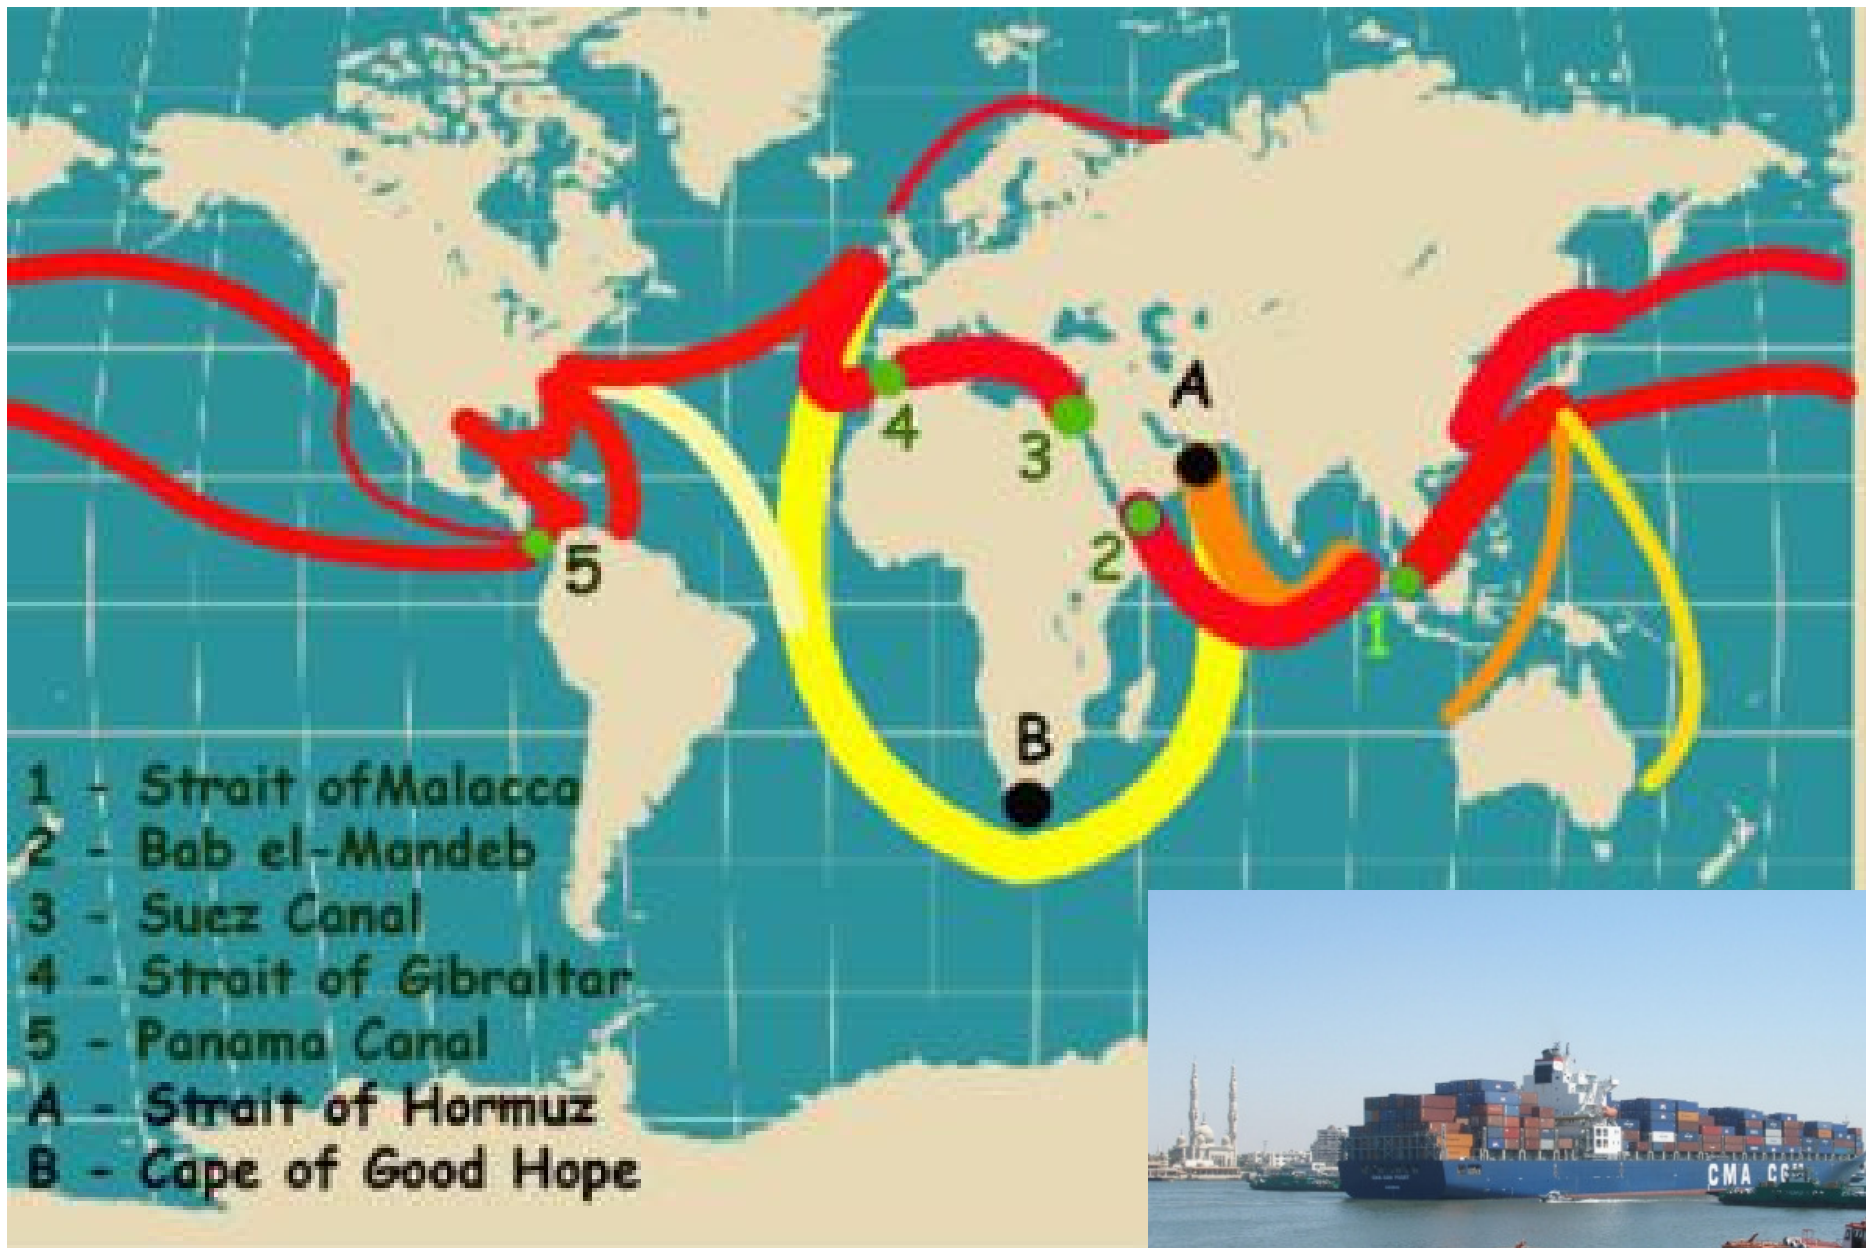 A
4
3
2
5
1
B
1 - Strait ofMalacca
2 - Bab el-Mandeb
3 - Suez Canal
4 - Strait of Gibraltar
5 - Panama Canal
A - Strait of Hormuz
B - Cape of Good Hope
CMA CGM